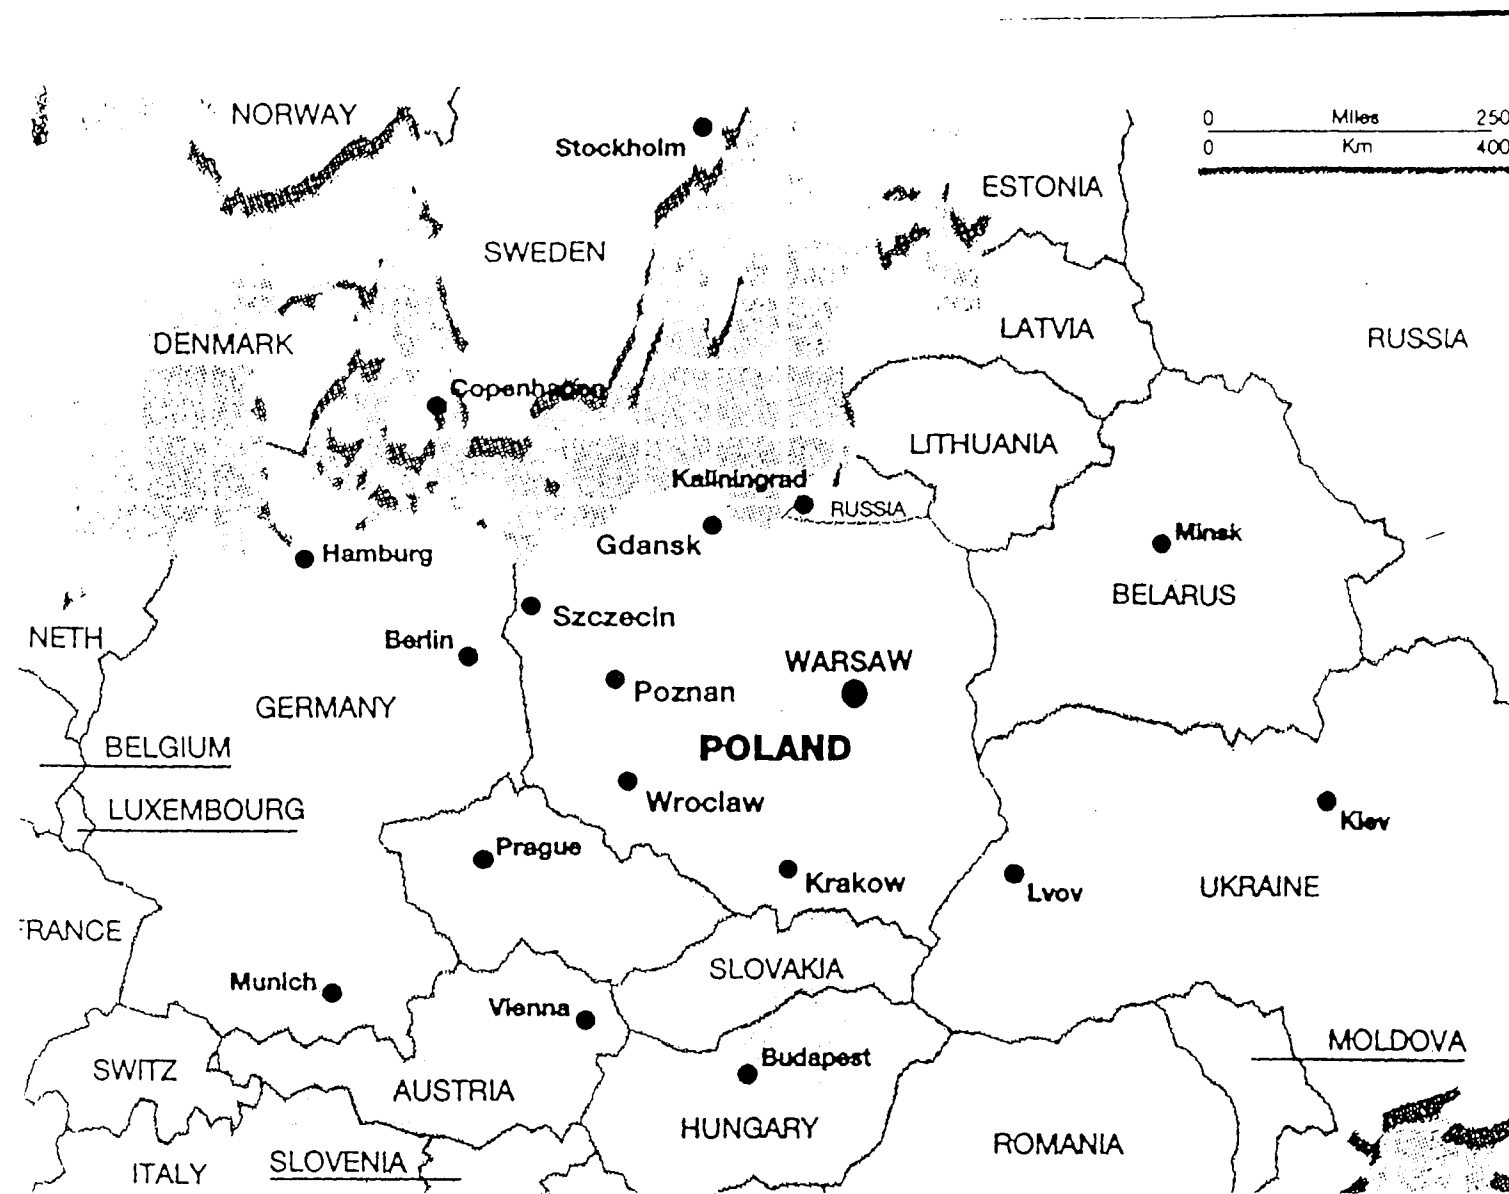 NORWAY
0 Miles 250
0 Km 400
Stockholm
ESTONIA
SWEDEN
LATVIA
RUSSIA
DENMARK
Copenhagen
LITHUANIA
Kaliningrad
RUSSIA
Gdansk
Minsk
Hamburg
BELARUS
Szczecin
NETH
Berlin
WARSAW
Poznan
GERMANY
POLAND
BELGIUM
Wroclaw
LUXEMBOURG
Kiev
Prague
Krakow
Lvov
UKRAINE
FRANCE
SLOVAKIA
Munich
Vienna
MOLDOVA
Budapest
SWITZ
AUSTRIA
HUNGARY
ROMANIA
ITALY
SLOVENIA